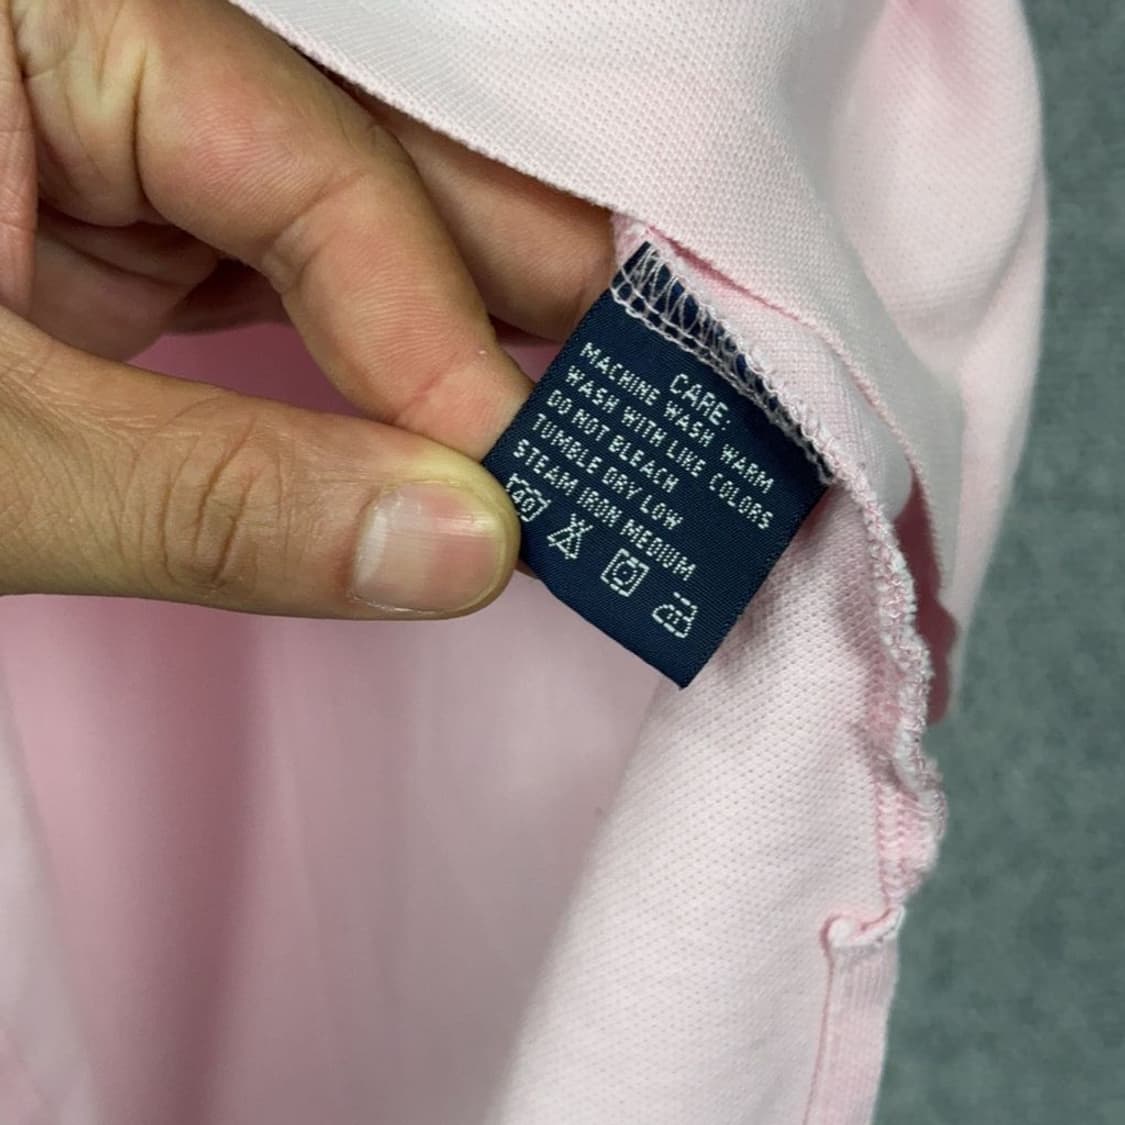 CARE:
MACHINE WASH WARM
WASH WITH LIKE COLORS
DO NOT BLEACH
TUMBLE DRY LOW
STEAM IRON MEDIUM
40